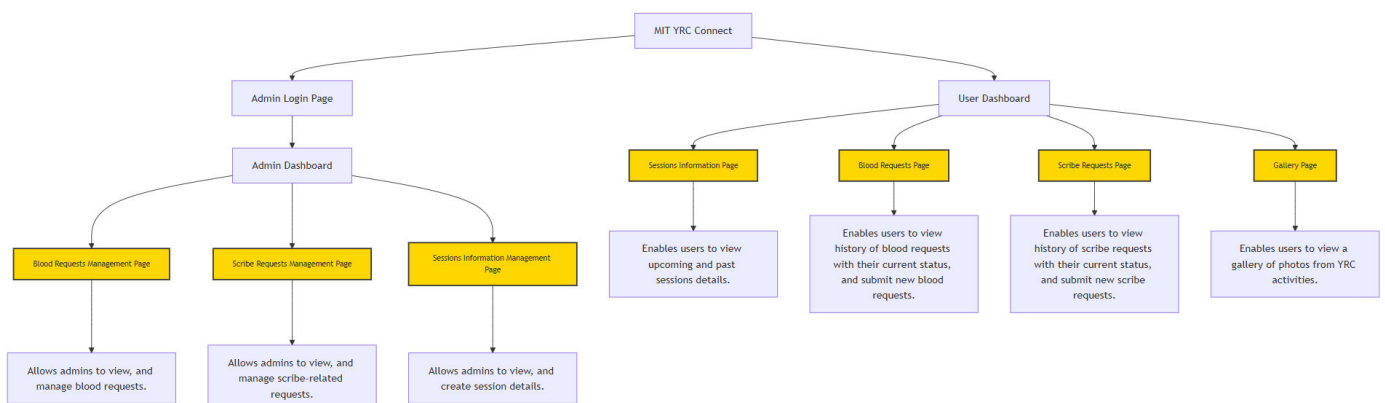 MIT YRC Connect
Admin Login Page
User Dashboard
Admin Dashboard
Sessions Information Page
Blood Requests Page
Scribe Requests Page
Gallery Page
Blood Requests Management Page
Scribe Requests Management Page
Sessions Information Management
Page
Enables users to view
upcoming and past
sessions details.
Enables users to view
history of blood requests
with their current status,
and submit new blood
requests.
Enables users to view
history of scribe requests
with their current status,
and submit new scribe
requests.
Enables users to view a
gallery of photos from YRC
activities.
Allows admins to view, and
manage blood requests.
Allows admins to view, and
manage scribe-related
requests.
Allows admins to view, and
create session details.